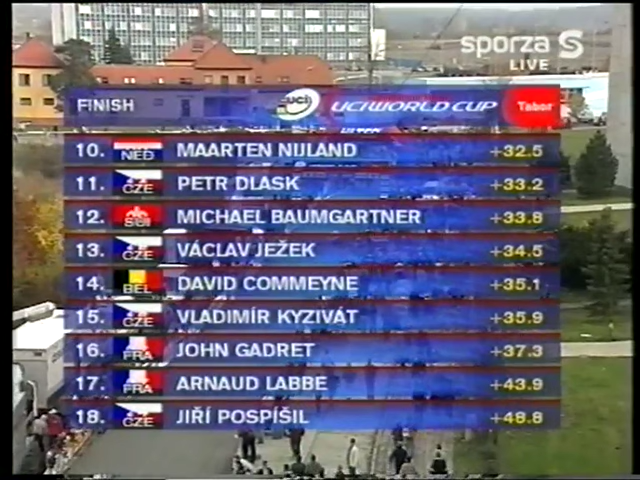 sporza S
LIVE
FINISH uci UCI WORLD CUP Tabor
10. NED MAARTEN NIJLAND +32.5
11. CZE PETR DLASK +33.2
12. SUI MICHAEL BAUMGARTNER +33.8
13. CZE VÁCLAV JEŽEK +34.5
14. BEL DAVID COMMEYNE +35.1
15. CZE VLADIMÍR KYZIVÁT +35.9
16. FRA JOHN GADRET +37.3
17. FRA ARNAUD LABBE +43.9
18. CZE JIŘÍ POSPÍŠIL +48.8